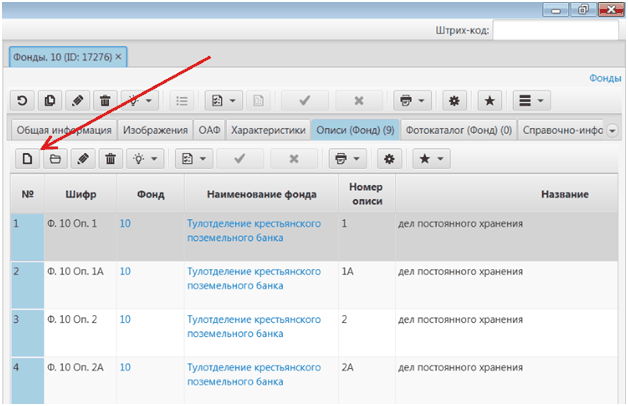 Штрих-код:
Фонды. 10 (ID: 17276) ×
Фонды
Общая информация Изображения ОАФ Характеристики Описи (Фонд) (9) Фотокаталог (Фонд) (0) Справочно-инфо
№ Шифр Фонд Наименование фонда Номер описи Название
1 Ф. 10 Оп. 1 10 Тулотделение крестьянского поземельного банка 1 дел постоянного хранения
2 Ф. 10 Оп. 1А 10 Тулотделение крестьянского поземельного банка 1А дел постоянного хранения
3 Ф. 10 Оп. 2 10 Тулотделение крестьянского поземельного банка 2 дел постоянного хранения
4 Ф. 10 Оп. 2А 10 Тулотделение крестьянского поземельного банка 2А дел постоянного хранения